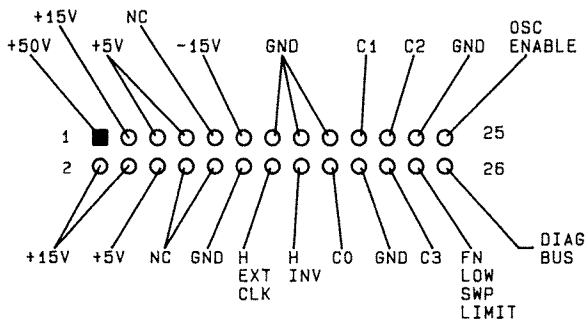 +15V NC OSC
+50V +5V -15V GND C1 C2 GND ENABLE
1 25
2 26
+15V +5V NC GND H H C0 GND C3 FN DIAG BUS
EXT INV LOW
CLK SWP
LIMIT